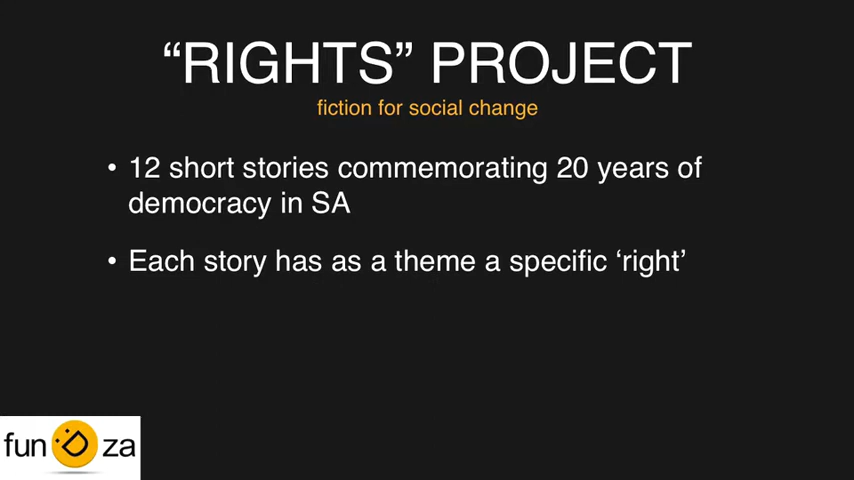 “RIGHTS” PROJECT
fiction for social change
• 12 short stories commemorating 20 years of
democracy in SA
• Each story has as a theme a specific ‘right’
fun Dza